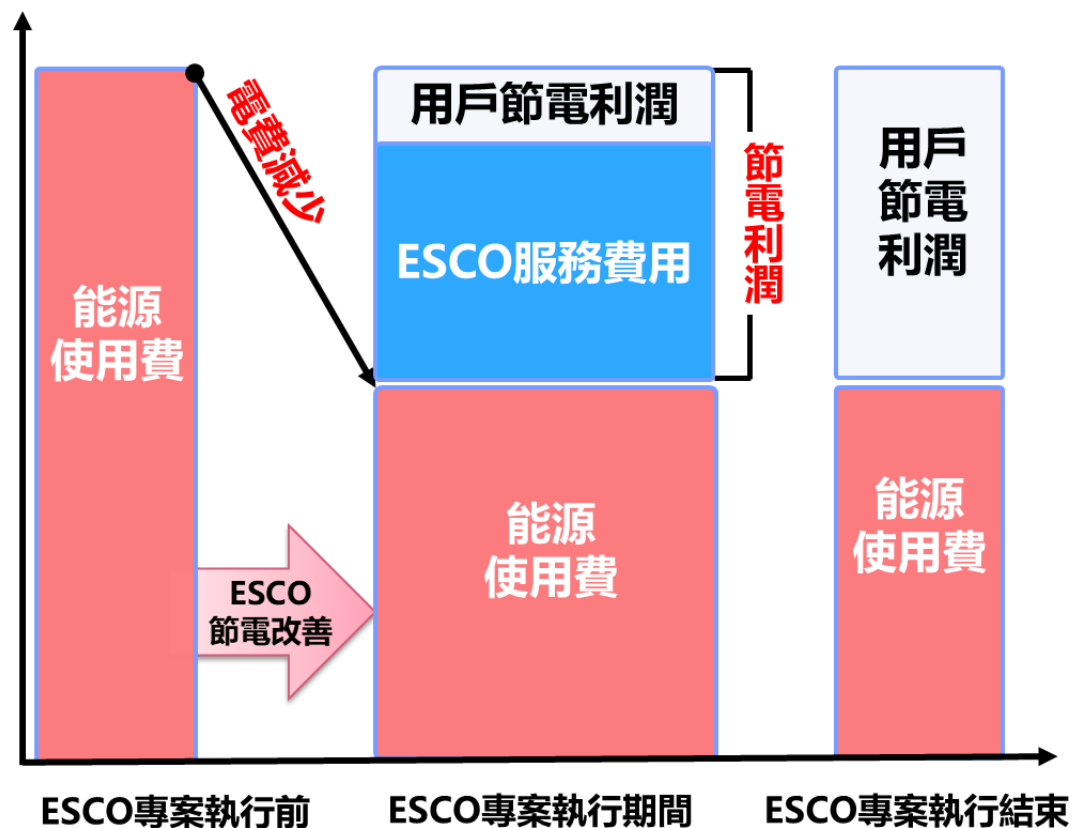 能源
使用費
電費減少
ESCO
節電改善
用戶節電利潤
ESCO服務費用
能源
使用費
節電利潤
用戶
節電
利潤
能源
使用費
ESCO專案執行前
ESCO專案執行期間
ESCO專案執行結束